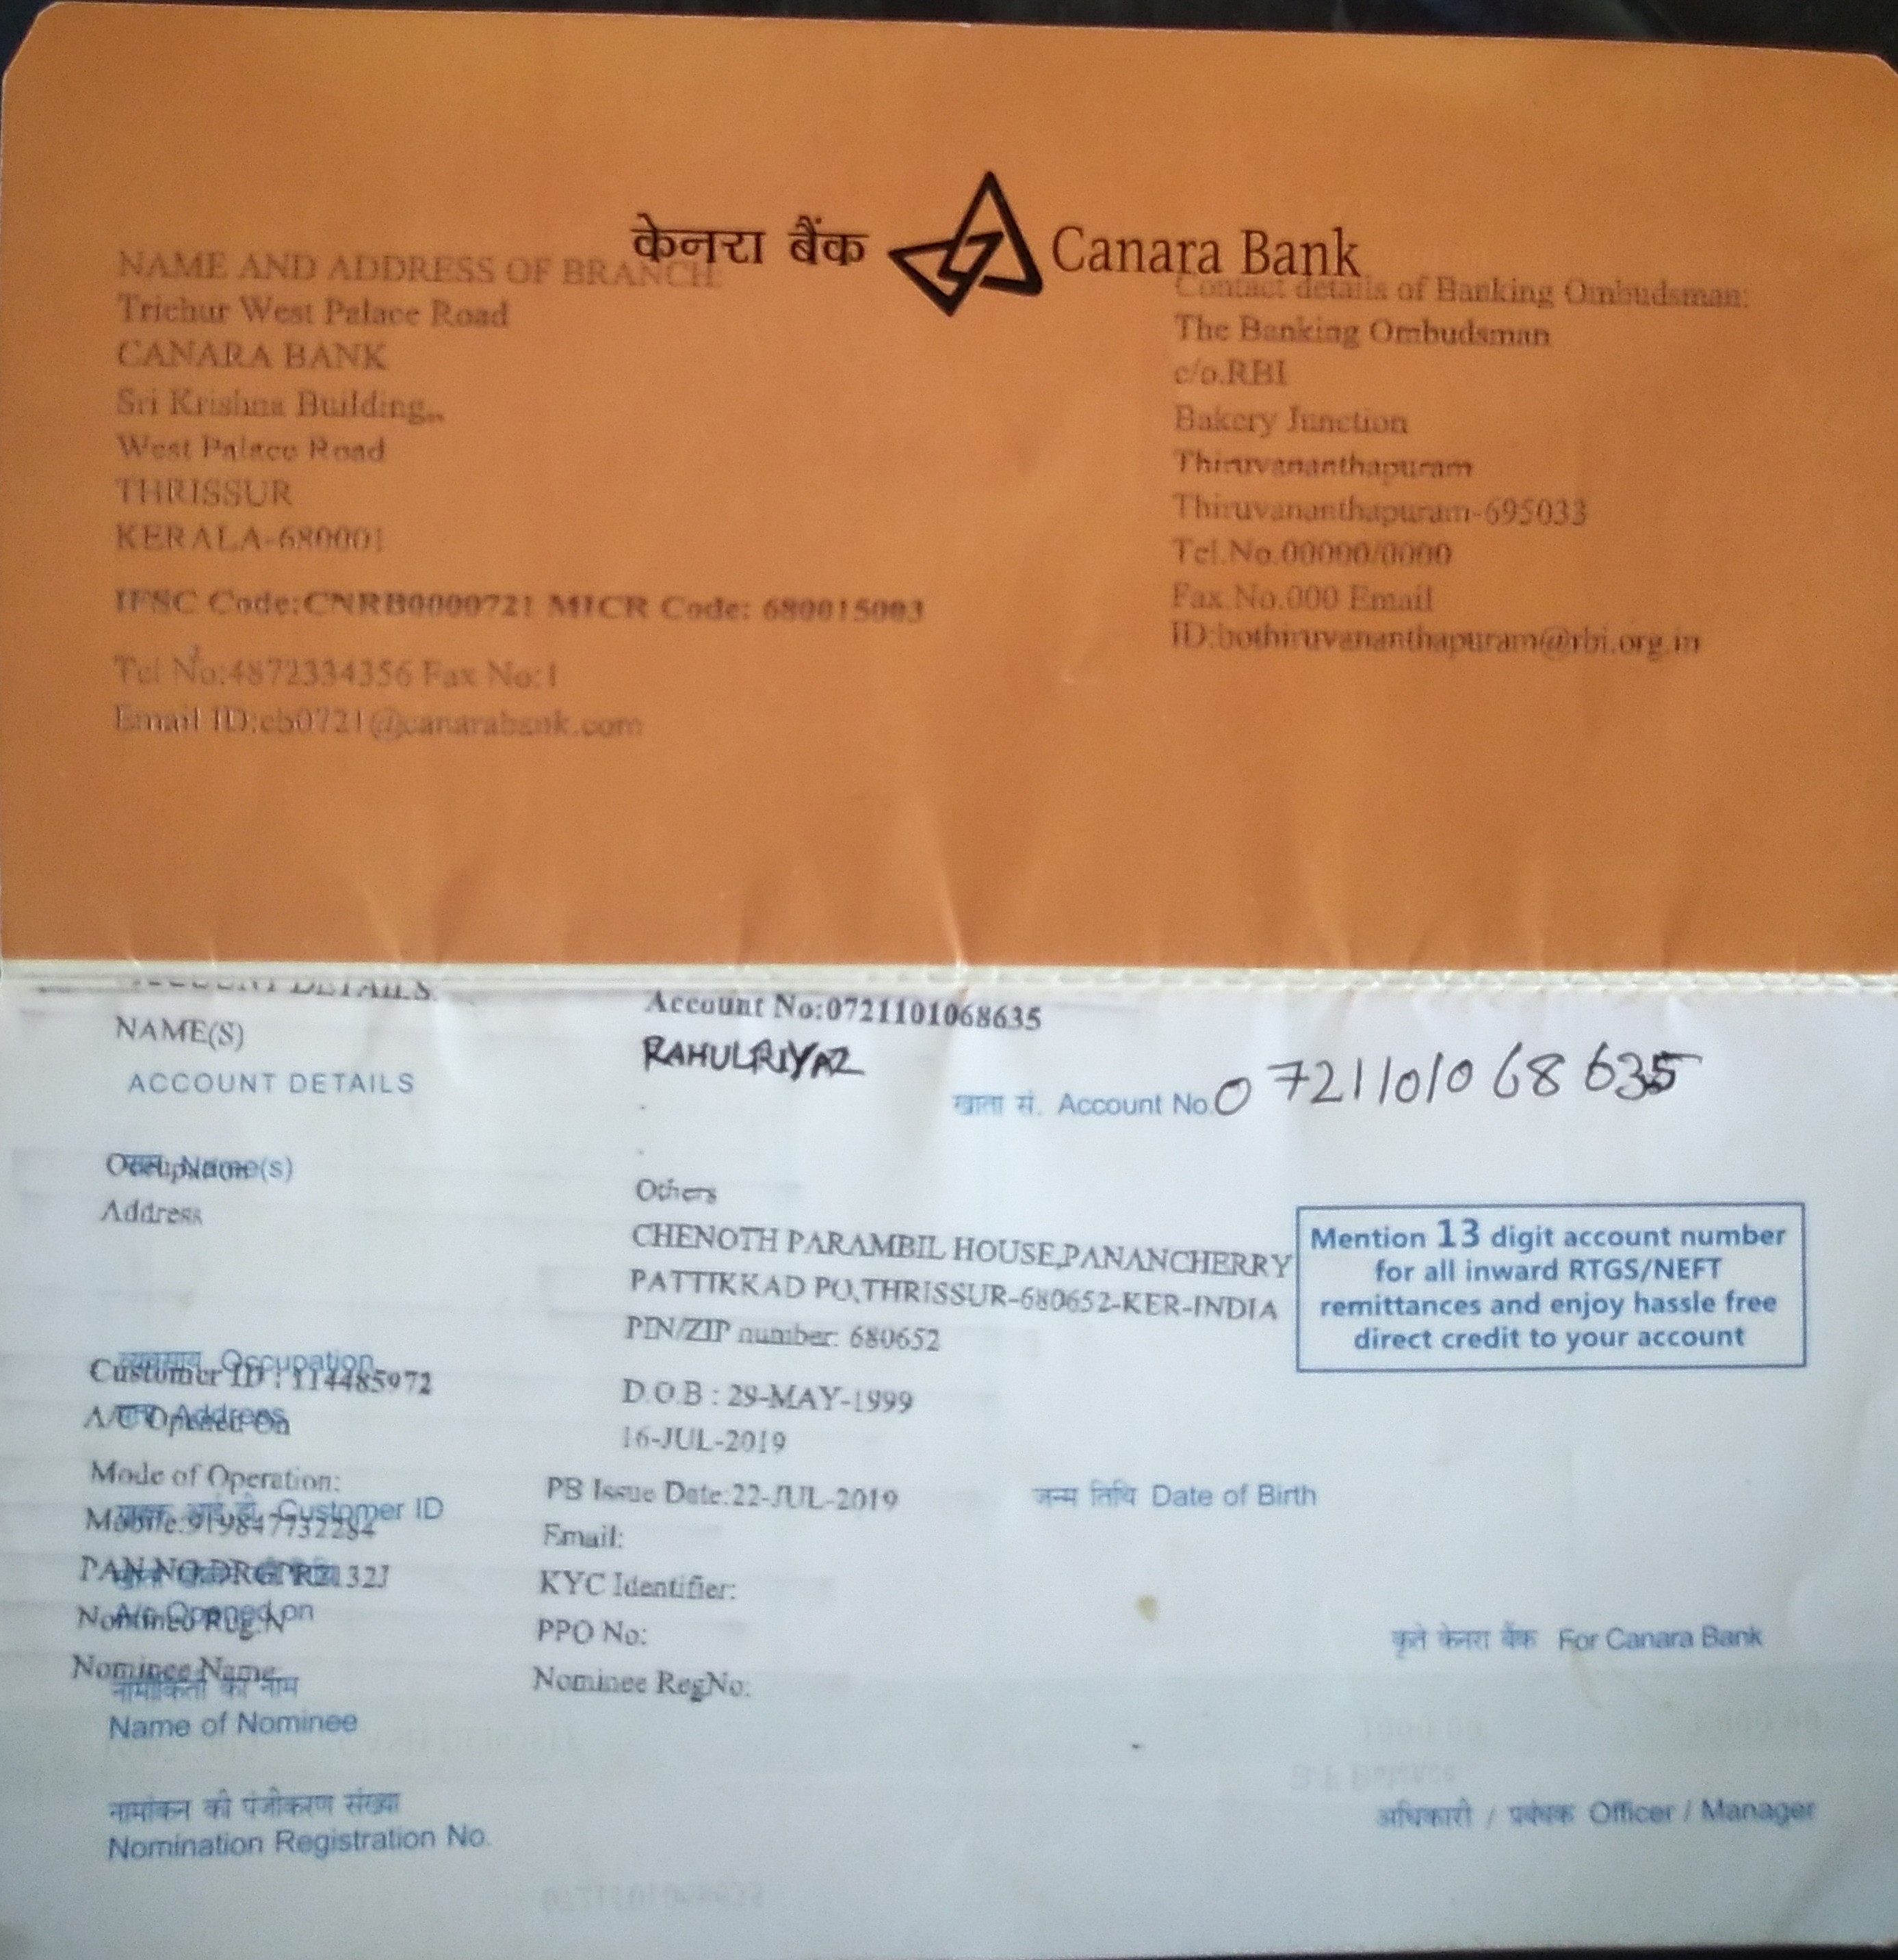 केनरा बैंक Canara Bank
NAME AND ADDRESS OF BRANCH:
Trichur West Palace Road
CANARA BANK
Sri Krishna Building,,
West Palace Road
THRISSUR
KERALA-680001
IFSC Code:CNRB0000721 MICR Code: 680015003
Tel No:4872334356 Fax No:1
Email ID:cb0721@canarabank.com
Contact details of Banking Ombudsman:
The Banking Ombudsman
c/o.RBI
Bakery Junction
Thiruvananthapuram
Thiruvananthapuram-695033
Tel.No.00000/0000
Fax.No.000 Email
ID:bothiruvananthapuram@rbi.org.in
ACCOUNT DETAILS
Account No:0721101068635
NAME(S) RAHULRIYAZ
ACCOUNT DETAILS
खाता सं. Account No. 0721101068635
Occupation Others
Name(s)
Address CHENOTH PARAMBIL HOUSE,PANANCHERRY
PATTIKKAD PO,THRISSUR-680652-KER-INDIA
PIN/ZIP number: 680652
Mention 13 digit account number
for all inward RTGS/NEFT
remittances and enjoy hassle free
direct credit to your account
व्यवसाय Occupation
Customer ID : 114485972 D.O.B : 29-MAY-1999
Address
A/C Opened On 16-JUL-2019
Mode of Operation: PB Issue Date:22-JUL-2019
जन्म तिथि Date of Birth
Customer ID
Mobile:919847732284 Email:
PAN NO. KYC Identifier:
A/c Opened on
Nominee Reg:N PPO No:
कृते केनरा बैंक For Canara Bank
Nominee Name Nominee RegNo:
नामांकिती का नाम
Name of Nominee
नामांकन की पंजीकरण संख्या
Nomination Registration No.
अधिकारी / प्रबंधक Officer / Manager